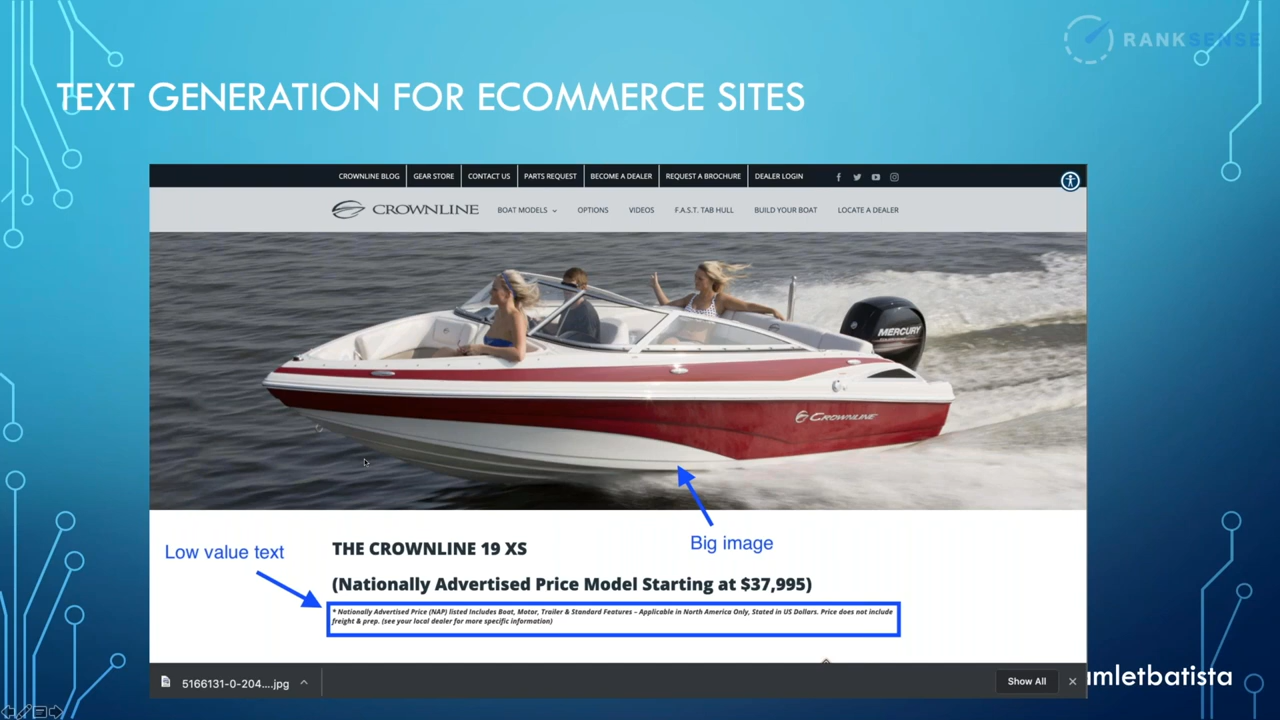 RANKSENSE
TEXT GENERATION FOR ECOMMERCE SITES
CROWNLINE BLOG GEAR STORE CONTACT US PARTS REQUEST BECOME A DEALER REQUEST A BROCHURE DEALER LOGIN
CROWNLINE BOAT MODELS OPTIONS VIDEOS F.A.S.T. TAB HULL BUILD YOUR BOAT LOCATE A DEALER
MERCURY
CROWNLINE
Big image
Low value text
THE CROWNLINE 19 XS
(Nationally Advertised Price Model Starting at $37,995)
* Nationally Advertised Price (NAP) listed Includes Boat, Motor, Trailer & Standard Features – Applicable in North America Only, Stated in US Dollars. Price does not include
freight & prep. (see your local dealer for more specific information)
5166131-0-204....jpg Show All
mletbatista